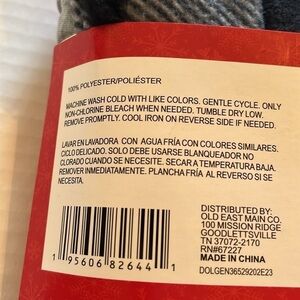 100% POLYESTER/POLIÉSTER
MACHINE WASH COLD WITH LIKE COLORS. GENTLE CYCLE. ONLY
NON-CHLORINE BLEACH WHEN NEEDED. TUMBLE DRY LOW.
REMOVE PROMPTLY. COOL IRON ON REVERSE SIDE IF NEEDED.
LAVAR EN LAVADORA CON AGUA FRÍA CON COLORES SIMILARES.
CICLO DELICADO. SOLO DEBE USARSE BLANQUEADOR NO
CLORADO CUANDO SE NECESITE. SECAR A TEMPERATURA BAJA.
REMOVER INMEDIATAMENTE. PLANCHA FRÍA AL REVERSO SI SE
NECESITA.
DISTRIBUTED BY:
OLD EAST MAIN CO.
100 MISSION RIDGE
GOODLETTSVILLE
TN 37072-2170
RN#67227
MADE IN CHINA
1 95606 82644 1
DOLGEN36529202E23